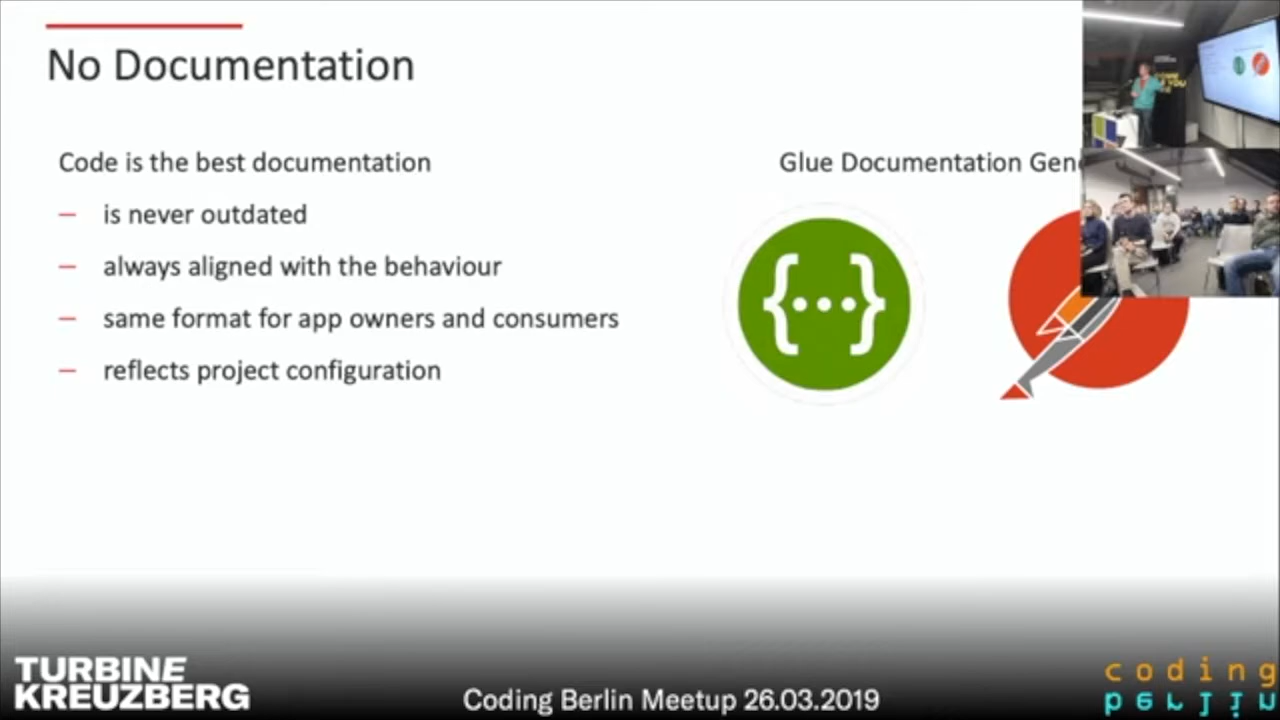 No Documentation
Code is the best documentation
– is never outdated
– always aligned with the behaviour
– same format for app owners and consumers
– reflects project configuration
Glue Documentation
{...}
TURBINE
KREUZBERG
Coding Berlin Meetup 26.03.2019
coding
berlin